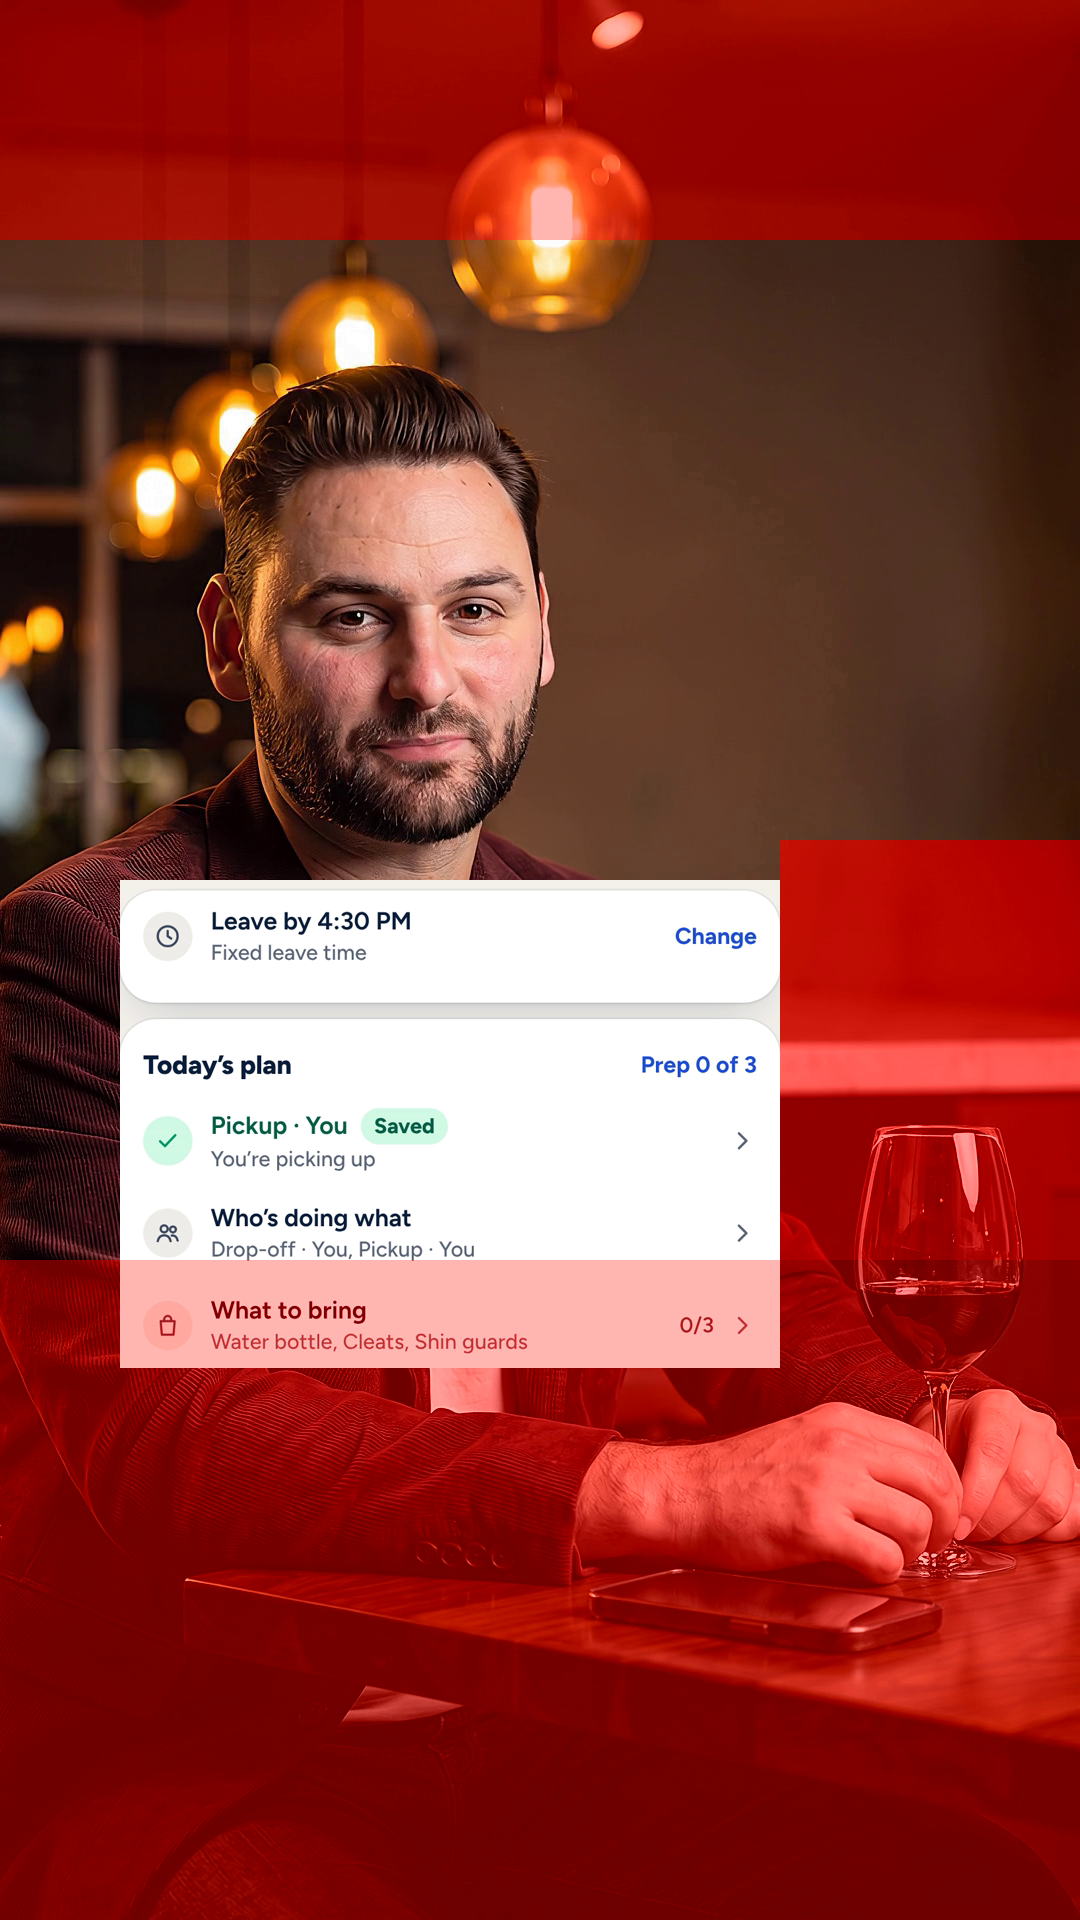 Leave by 4:30 PM
Fixed leave time
Change
Today's plan
Prep 0 of 3
Pickup · You
Saved
You're picking up
Who's doing what
Drop-off · You, Pickup · You
What to bring
Water bottle, Cleats, Shin guards
0/3